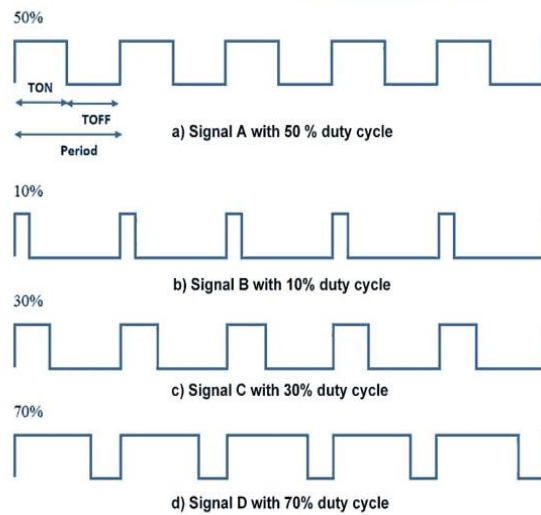 50%
TON
TOFF
Period
a) Signal A with 50 % duty cycle
10%
b) Signal B with 10% duty cycle
30%
c) Signal C with 30% duty cycle
70%
d) Signal D with 70% duty cycle